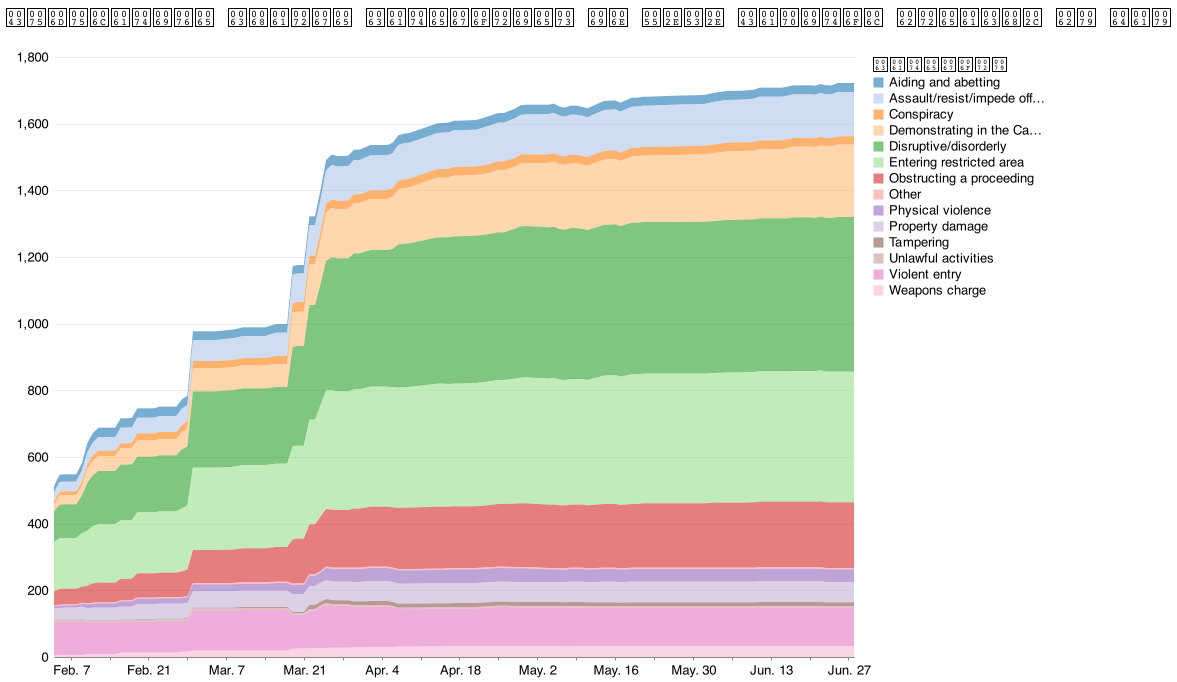 1,800
1,600
1,400
1,200
1,000
800
600
400
200
0
Feb. 7
Feb. 21
Mar. 7
Mar. 21
Apr. 4
Apr. 18
May. 2
May. 16
May. 30
Jun. 13
Jun. 27
Aiding and abetting
Assault/resist/impede off…
Conspiracy
Demonstrating in the Ca…
Disruptive/disorderly
Entering restricted area
Obstructing a proceeding
Other
Physical violence
Property damage
Tampering
Unlawful activities
Violent entry
Weapons charge